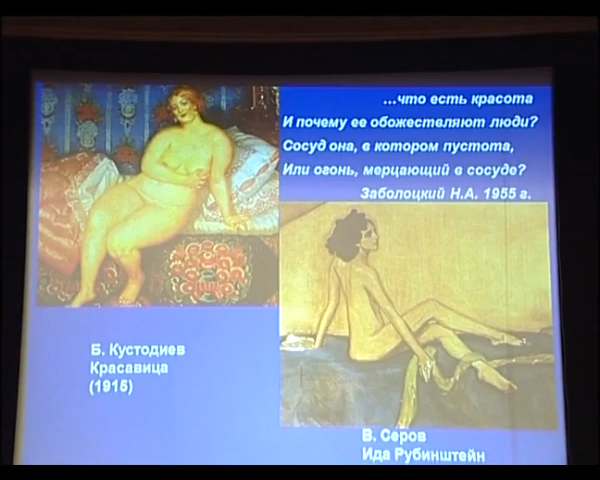 ...что есть красота
И почему ее обожествляют люди?
Сосуд она, в котором пустота,
Или огонь, мерцающий в сосуде?
Заболоцкий Н.А. 1955 г.
Б. Кустодиев
Красавица
(1915)
В. Серов
Ида Рубинштейн